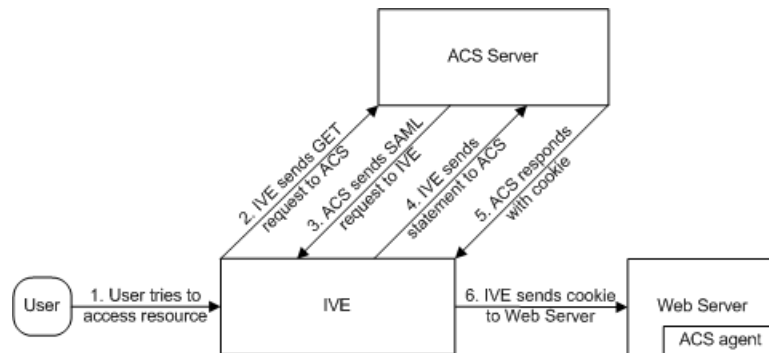 ACS Server
2. IVE sends GET
request to ACS
3. ACS sends SAML
request to IVE
4. IVE sends
statement to ACS
5. ACS responds
with cookie
User
1. User tries to
access resource
IVE
6. IVE sends cookie
to Web Server
Web Server
ACS agent